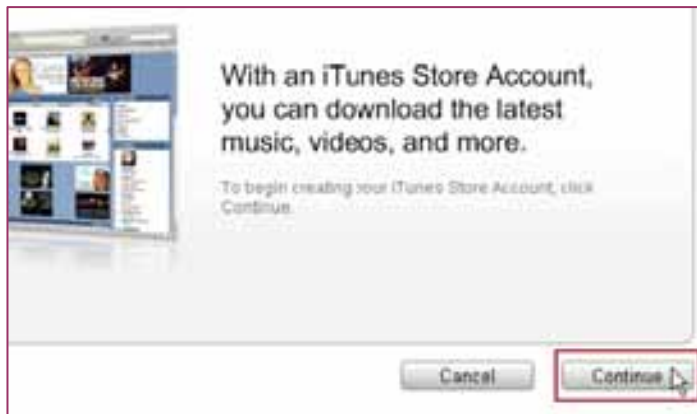 With an iTunes Store Account,
you can download the latest
music, videos, and more.
To begin creating your iTunes Store Account, click
Continue.
Cancel
Continue